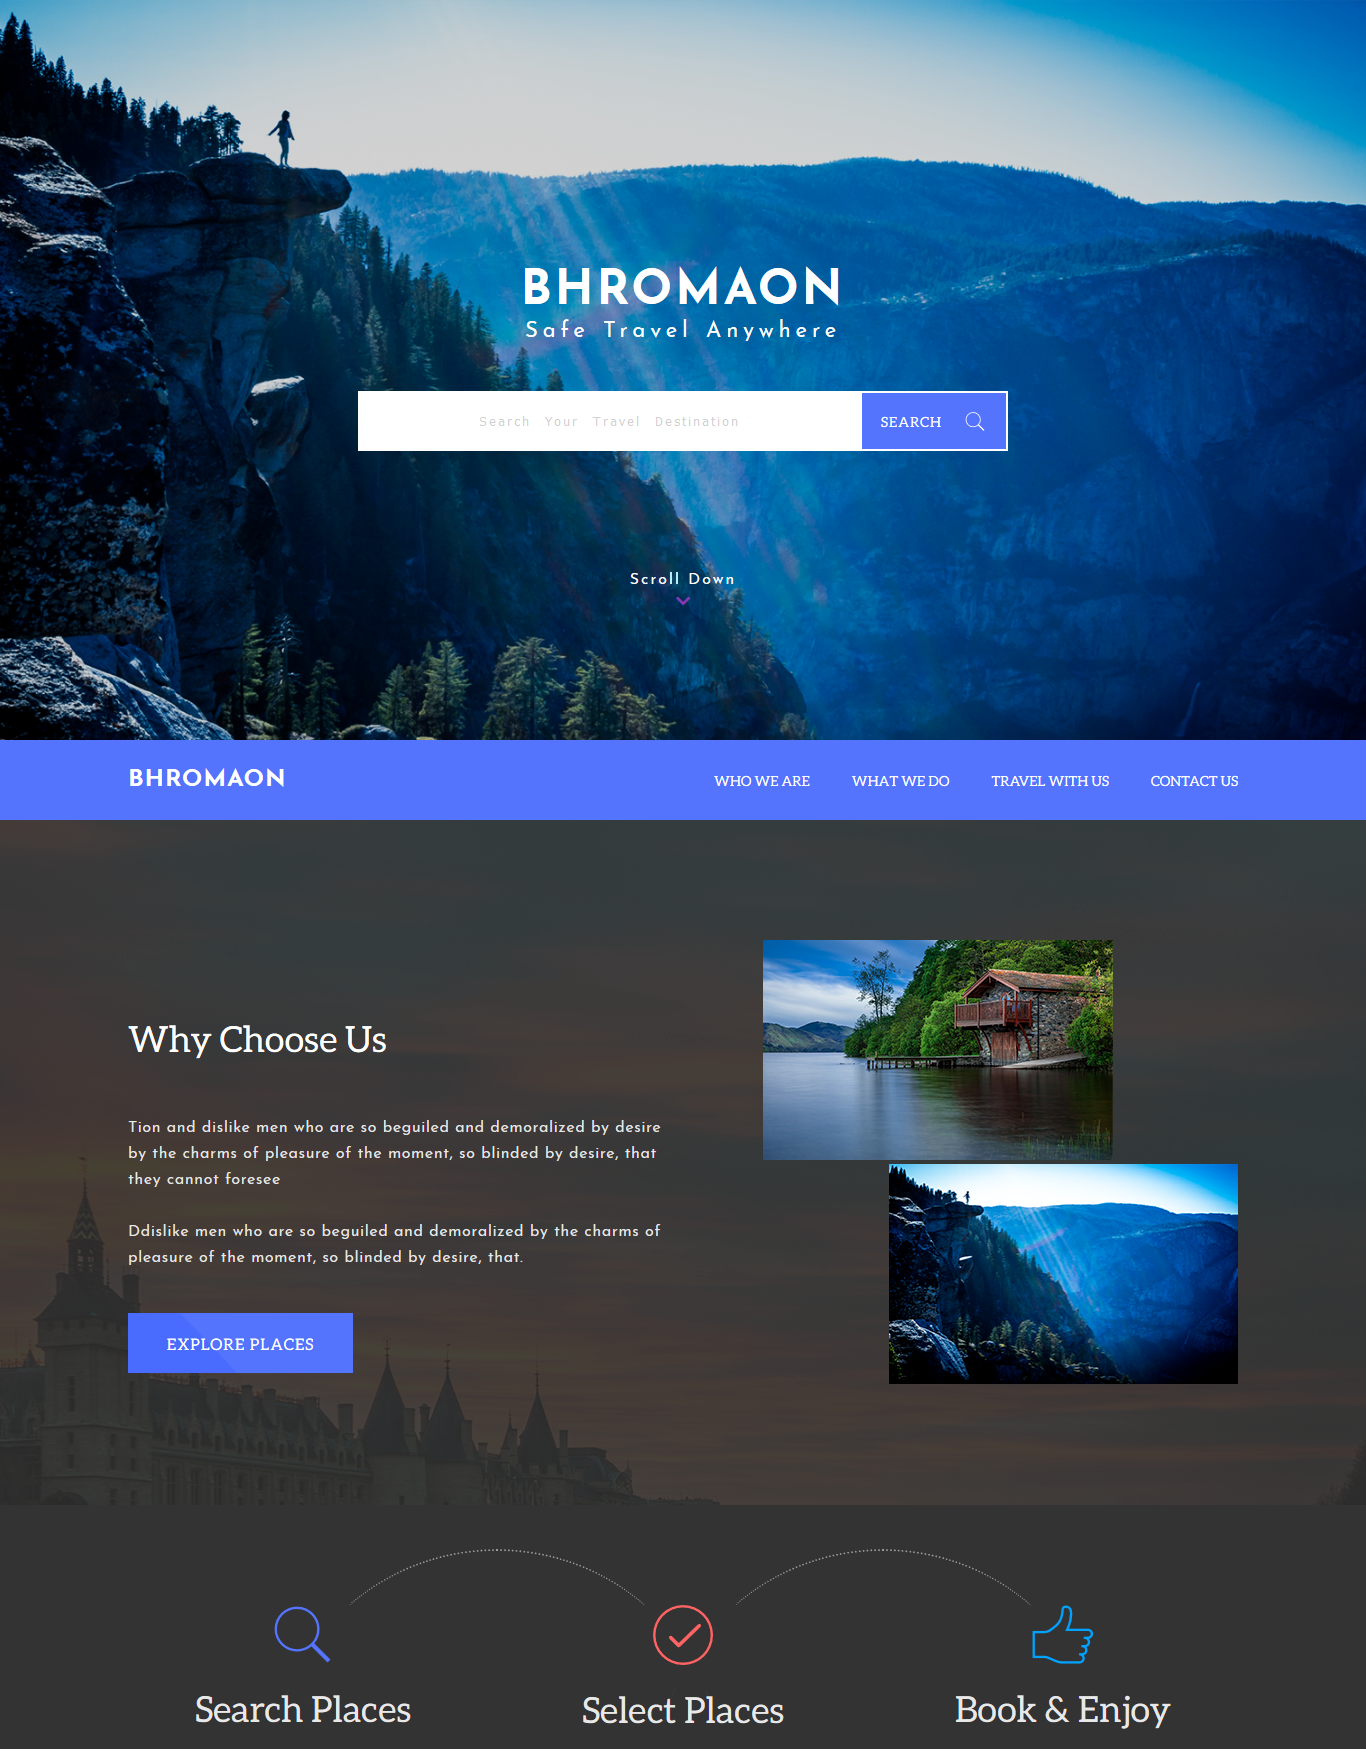 BHROMAON
Safe Travel Anywhere
Search Your Travel Destination
SEARCH
Scroll Down
BHROMAON
WHO WE ARE
WHAT WE DO
TRAVEL WITH US
CONTACT US
Why Choose Us
Tion and dislike men who are so beguiled and demoralized by desire
by the charms of pleasure of the moment, so blinded by desire, that
they cannot foresee
Ddislike men who are so beguiled and demoralized by the charms of
pleasure of the moment, so blinded by desire, that.
EXPLORE PLACES
Search Places
Select Places
Book & Enjoy